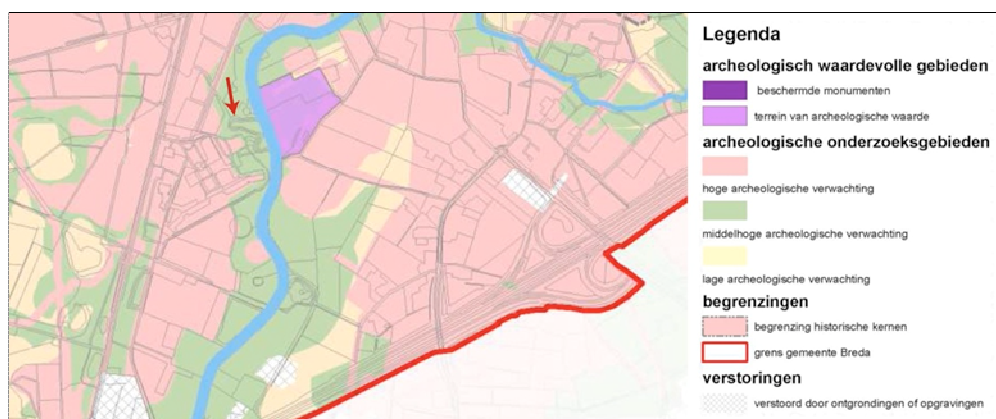 Legenda
archeologisch waardevolle gebieden
beschermde monumenten
terrein van archeologische waarde
archeologische onderzoeksgebieden
hoge archeologische verwachting
middelhoge archeologische verwachting
lage archeologische verwachting
begrenzingen
begrenzing historische kernen
grens gemeente Breda
verstoringen
verstoord door ontgrondingen of opgravingen